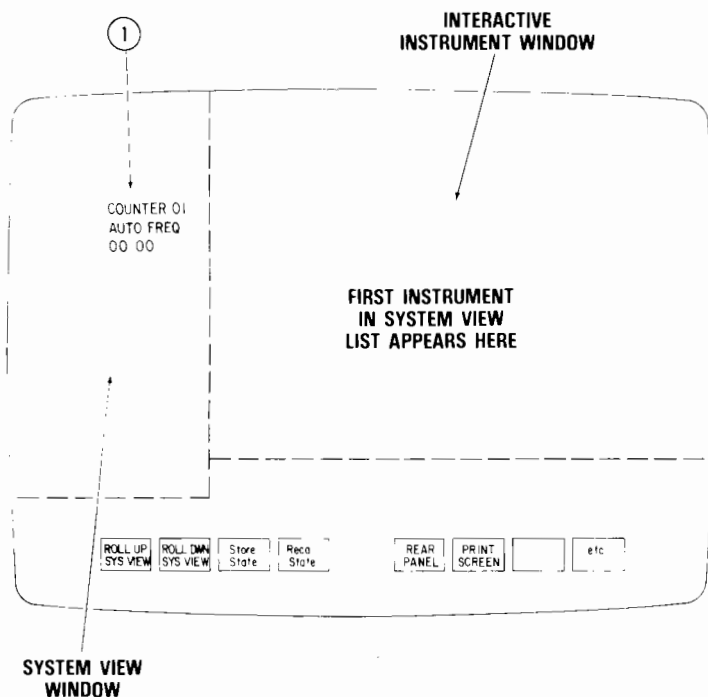 1
INTERACTIVE
INSTRUMENT WINDOW
COUNTER 01
AUTO FREQ
00 00
FIRST INSTRUMENT
IN SYSTEM VIEW
LIST APPEARS HERE
ROLL UP
SYS VIEW
ROLL DWN
SYS VIEW
Store
State
Reca
State
REAR
PANEL
PRINT
SCREEN
etc
SYSTEM VIEW
WINDOW